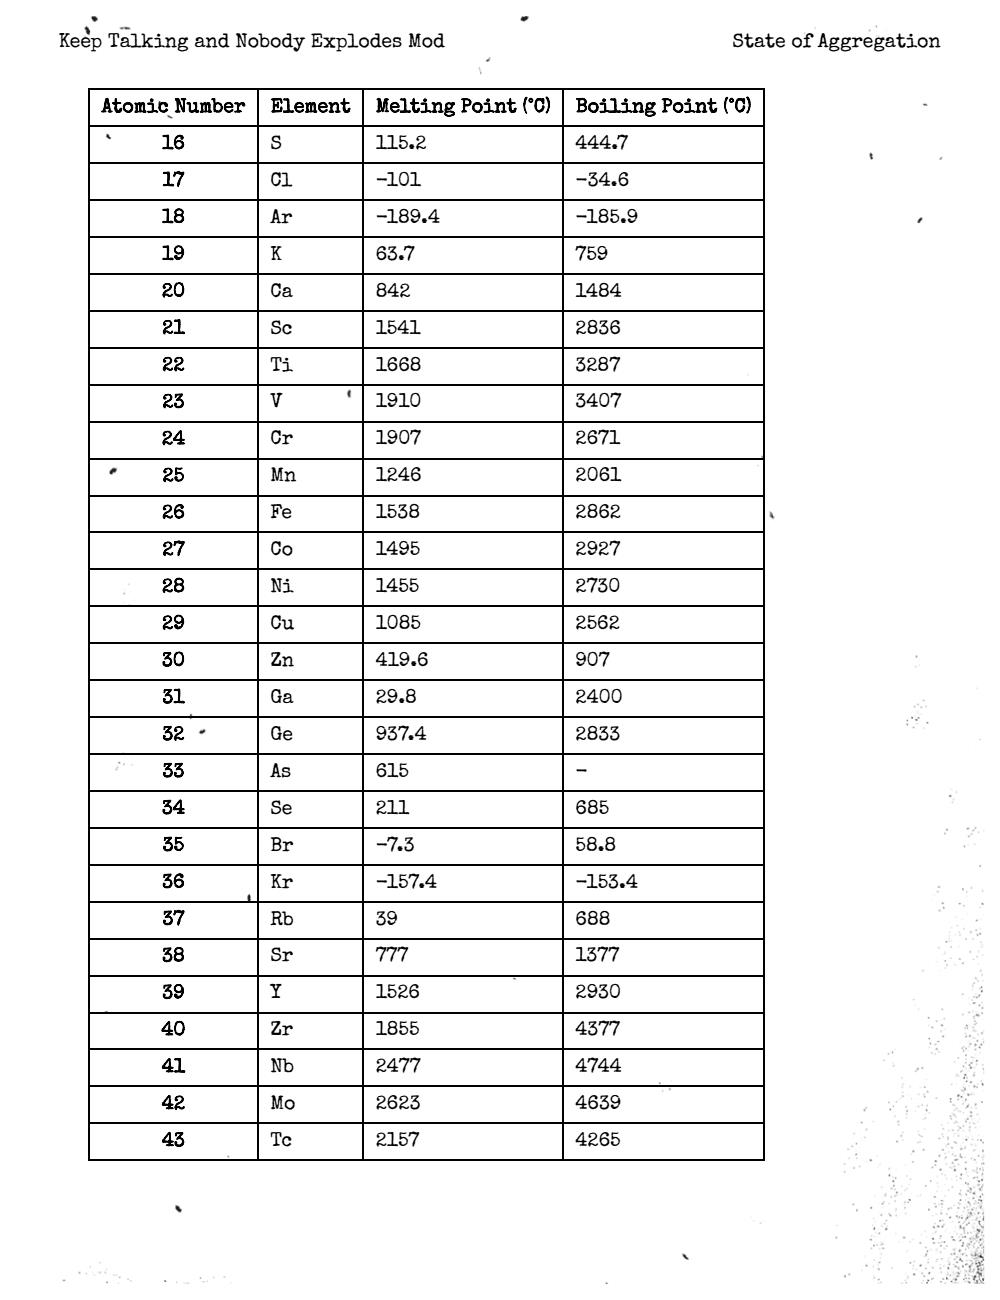 Keep Talking and Nobody Explodes Mod State of Aggregation
Atomic Number Element Melting Point (°C) Boiling Point (°C)
16 S 115.2 444.7
17 Cl -101 -34.6
18 Ar -189.4 -185.9
19 K 63.7 759
20 Ca 842 1484
21 Sc 1541 2836
22 Ti 1668 3287
23 V 1910 3407
24 Cr 1907 2671
25 Mn 1246 2061
26 Fe 1538 2862
27 Co 1495 2927
28 Ni 1455 2730
29 Cu 1085 2562
30 Zn 419.6 907
31 Ga 29.8 2400
32 Ge 937.4 2833
33 As 615 -
34 Se 211 685
35 Br -7.3 58.8
36 Kr -157.4 -153.4
37 Rb 39 688
38 Sr 777 1377
39 Y 1526 2930
40 Zr 1855 4377
41 Nb 2477 4744
42 Mo 2623 4639
43 Tc 2157 4265